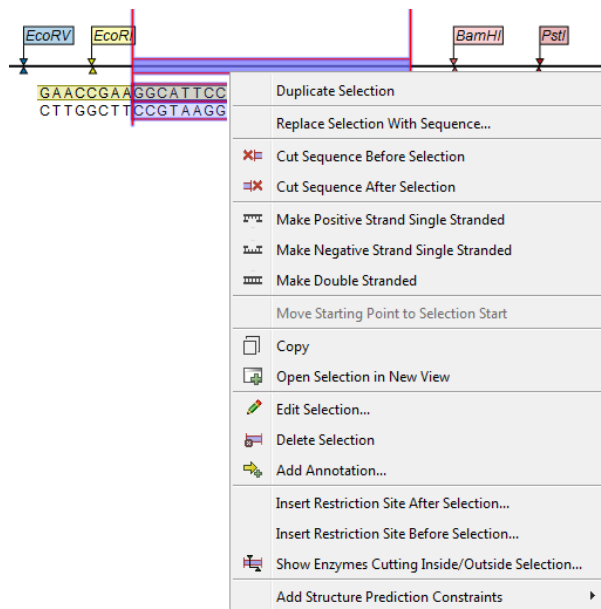 EcoRV EcoRI BamHI PstI
GAACCGAAGGCATTCC
CTTGGCTTCCGTAAGG
Duplicate Selection
Replace Selection With Sequence...
Cut Sequence Before Selection
Cut Sequence After Selection
Make Positive Strand Single Stranded
Make Negative Strand Single Stranded
Make Double Stranded
Move Starting Point to Selection Start
Copy
Open Selection in New View
Edit Selection...
Delete Selection
Add Annotation...
Insert Restriction Site After Selection...
Insert Restriction Site Before Selection...
Show Enzymes Cutting Inside/Outside Selection...
Add Structure Prediction Constraints